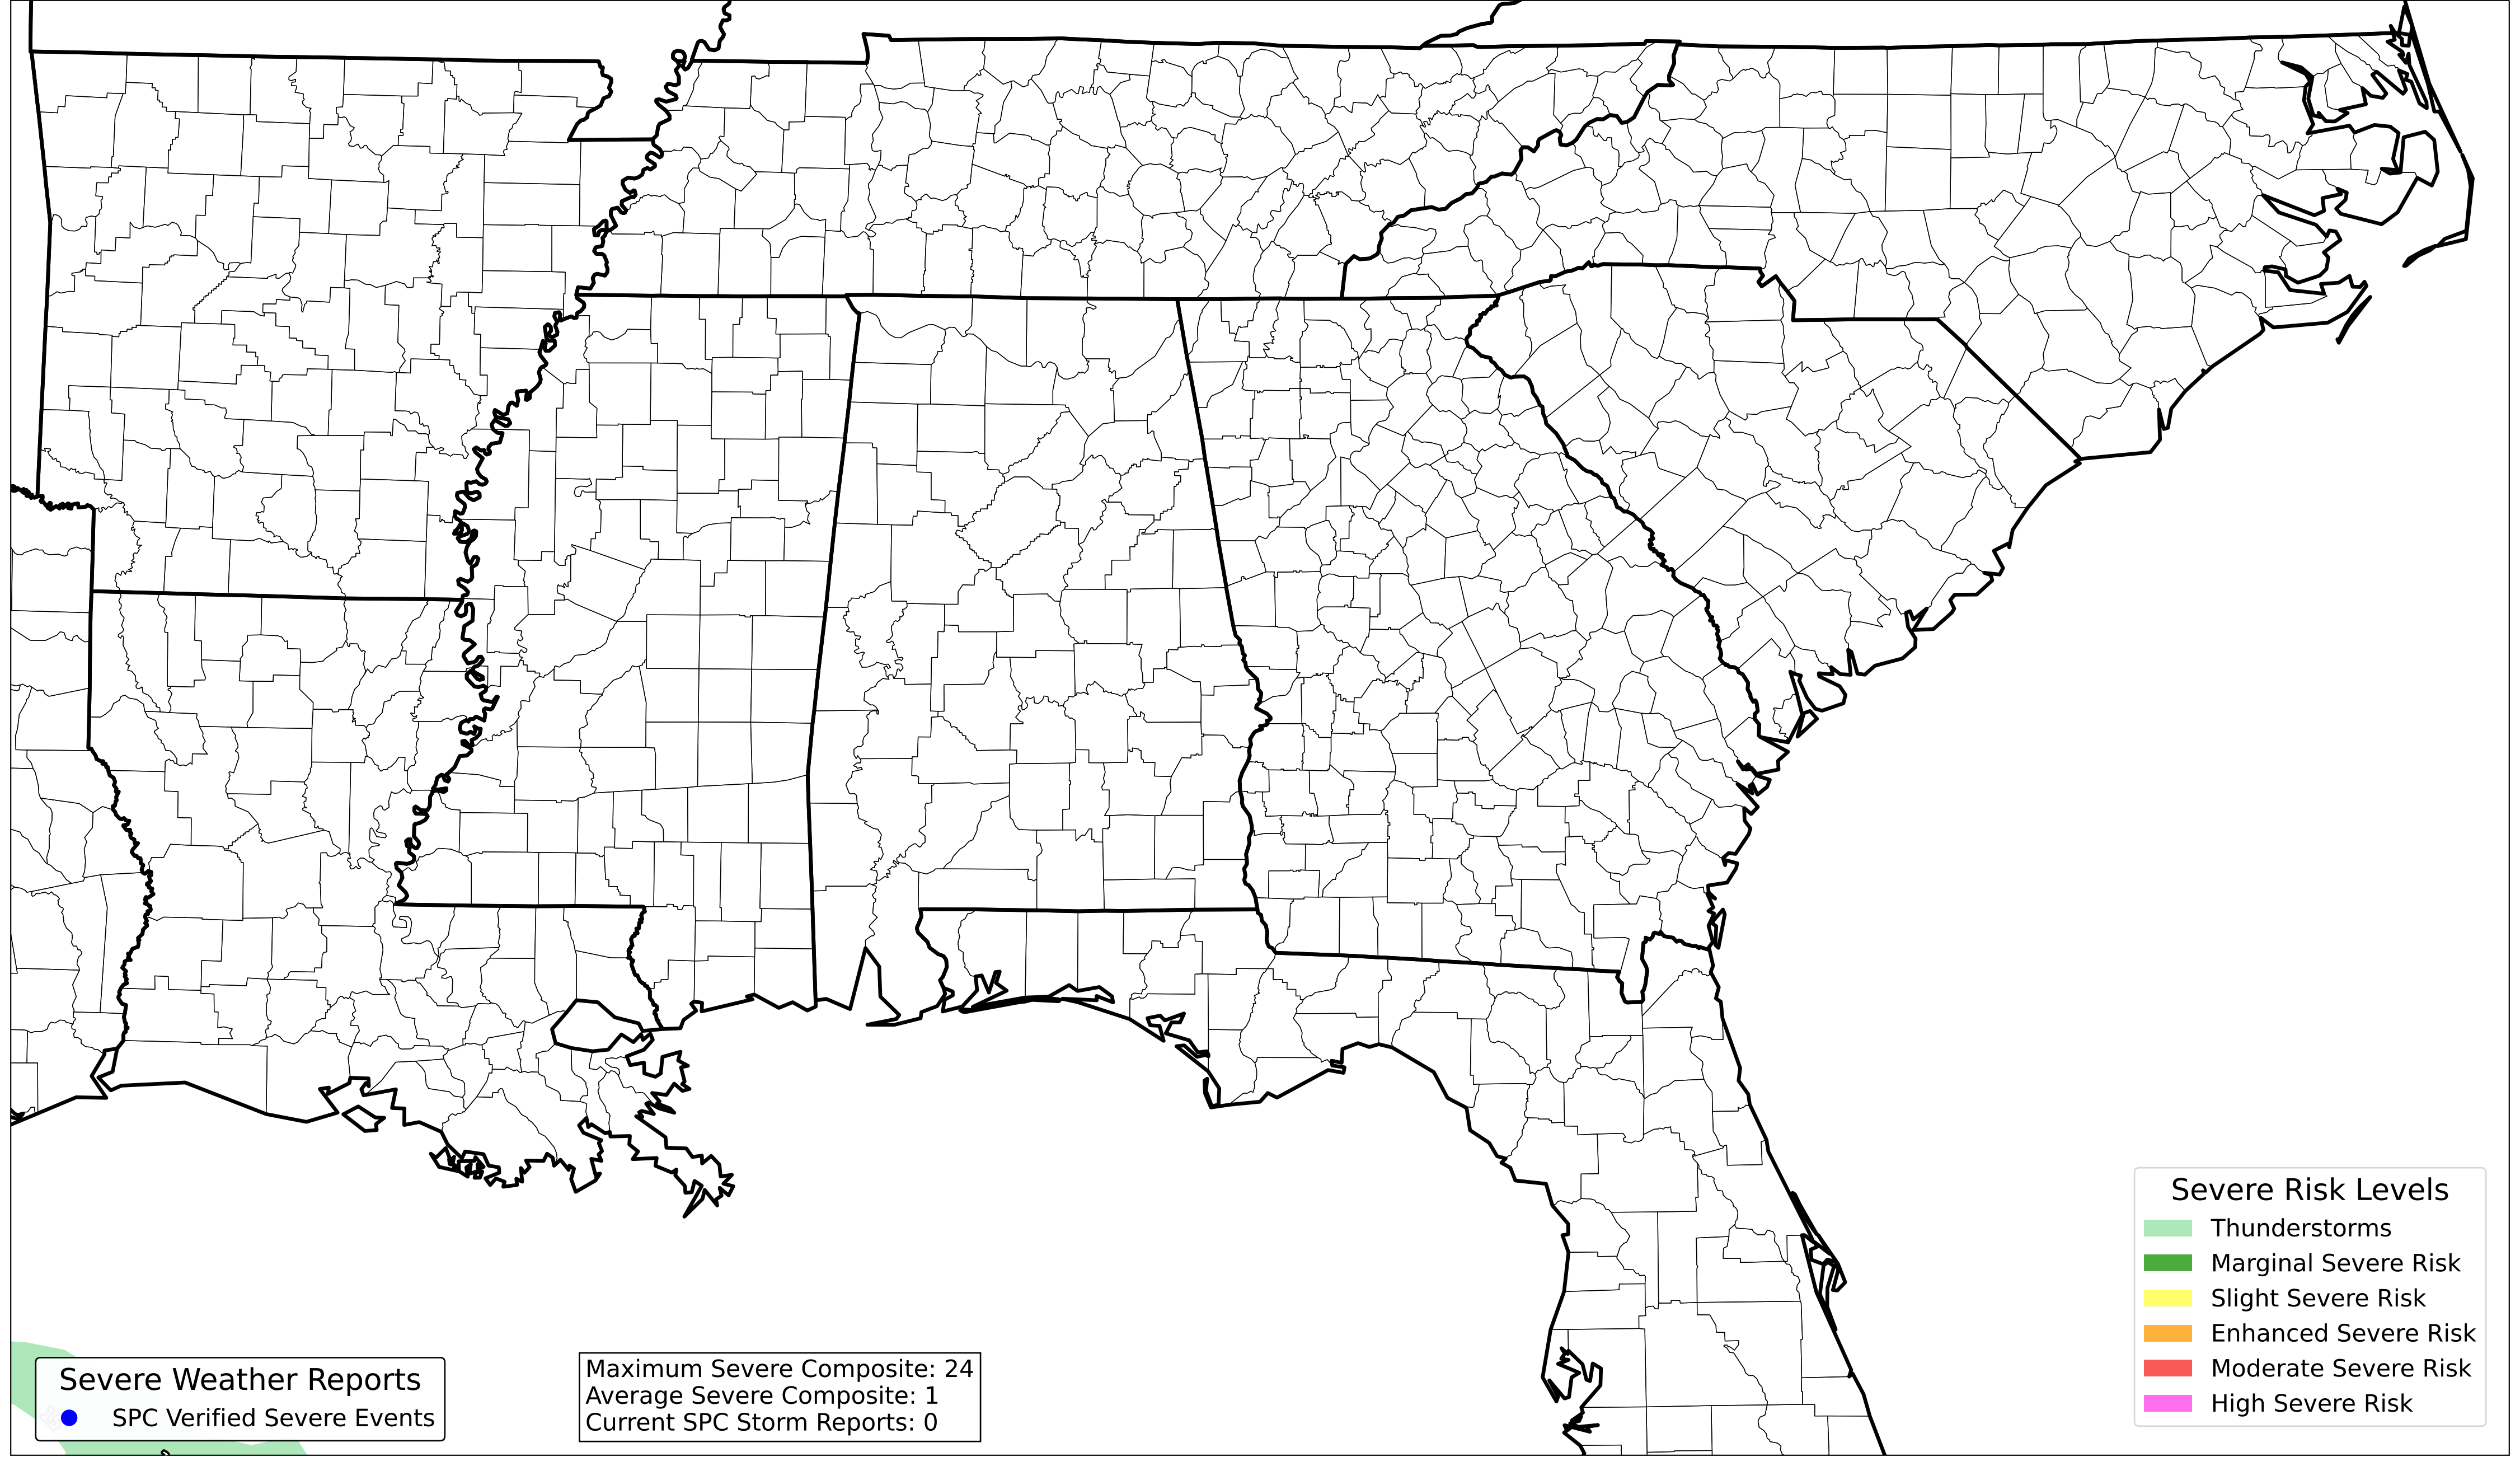 Severe Risk Levels
Thunderstorms
Marginal Severe Risk
Slight Severe Risk
Enhanced Severe Risk
Moderate Severe Risk
High Severe Risk
Severe Weather Reports
SPC Verified Severe Events
Maximum Severe Composite: 24
Average Severe Composite: 1
Current SPC Storm Reports: 0